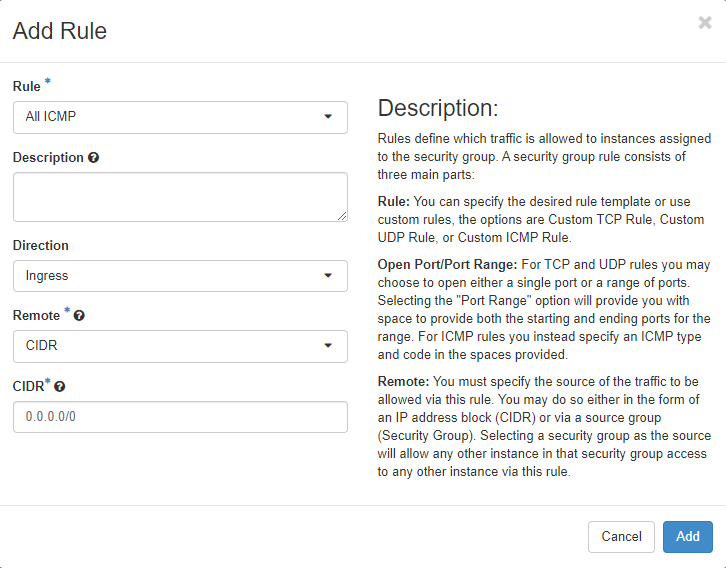 Add Rule
×
Rule *
All ICMP
Description
Direction
Ingress
Remote *
CIDR
CIDR*
0.0.0.0/0
Description:
Rules define which traffic is allowed to instances assigned
to the security group. A security group rule consists of
three main parts:
Rule: You can specify the desired rule template or use
custom rules, the options are Custom TCP Rule, Custom
UDP Rule, or Custom ICMP Rule.
Open Port/Port Range: For TCP and UDP rules you may
choose to open either a single port or a range of ports.
Selecting the "Port Range" option will provide you with
space to provide both the starting and ending ports for the
range. For ICMP rules you instead specify an ICMP type
and code in the spaces provided.
Remote: You must specify the source of the traffic to be
allowed via this rule. You may do so either in the form of
an IP address block (CIDR) or via a source group
(Security Group). Selecting a security group as the source
will allow any other instance in that security group access
to any other instance via this rule.
Cancel
Add